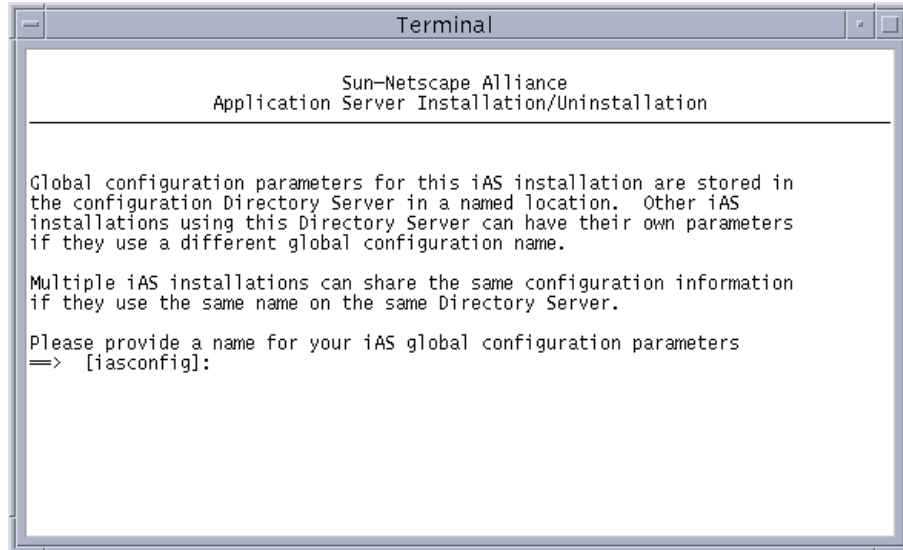 Terminal
Sun-Netscape Alliance
Application Server Installation/Uninstallation
Global configuration parameters for this iAS installation are stored in
the configuration Directory Server in a named location.  Other iAS
installations using this Directory Server can have their own parameters
if they use a different global configuration name.
Multiple iAS installations can share the same configuration information
if they use the same name on the same Directory Server.
Please provide a name for your iAS global configuration parameters
==>  [iasconfig]: